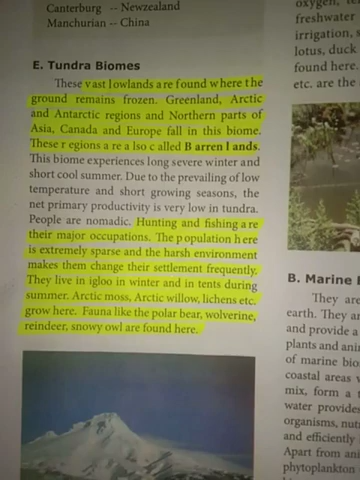 Canterburg -- Newzealand
Manchurian -- China
E. Tundra Biomes
These vast lowlands are found where the
ground remains frozen. Greenland, Arctic
and Antarctic regions and Northern parts of
Asia, Canada and Europe fall in this biome.
These regions are also called Barren lands.
This biome experiences long severe winter and
short cool summer. Due to the prevailing of low
temperature and short growing seasons, the
net primary productivity is very low in tundra.
People are nomadic. Hunting and fishing are
their major occupations. The population here
is extremely sparse and the harsh environment
makes them change their settlement frequently.
They live in igloo in winter and in tents during
summer. Arctic moss, Arctic willow, lichens etc.
grow here. Fauna like the polar bear, wolverine,
reindeer, snowy owl are found here.
oxygen,
freshwater
irrigation,
lotus, duck
found here.
etc. are the
B. Marine
They are
earth. They
and provide a
plants and
of marine
coastal areas
mix, form a
water provides
organisms,
and efficiently
Apart from
phytoplankton